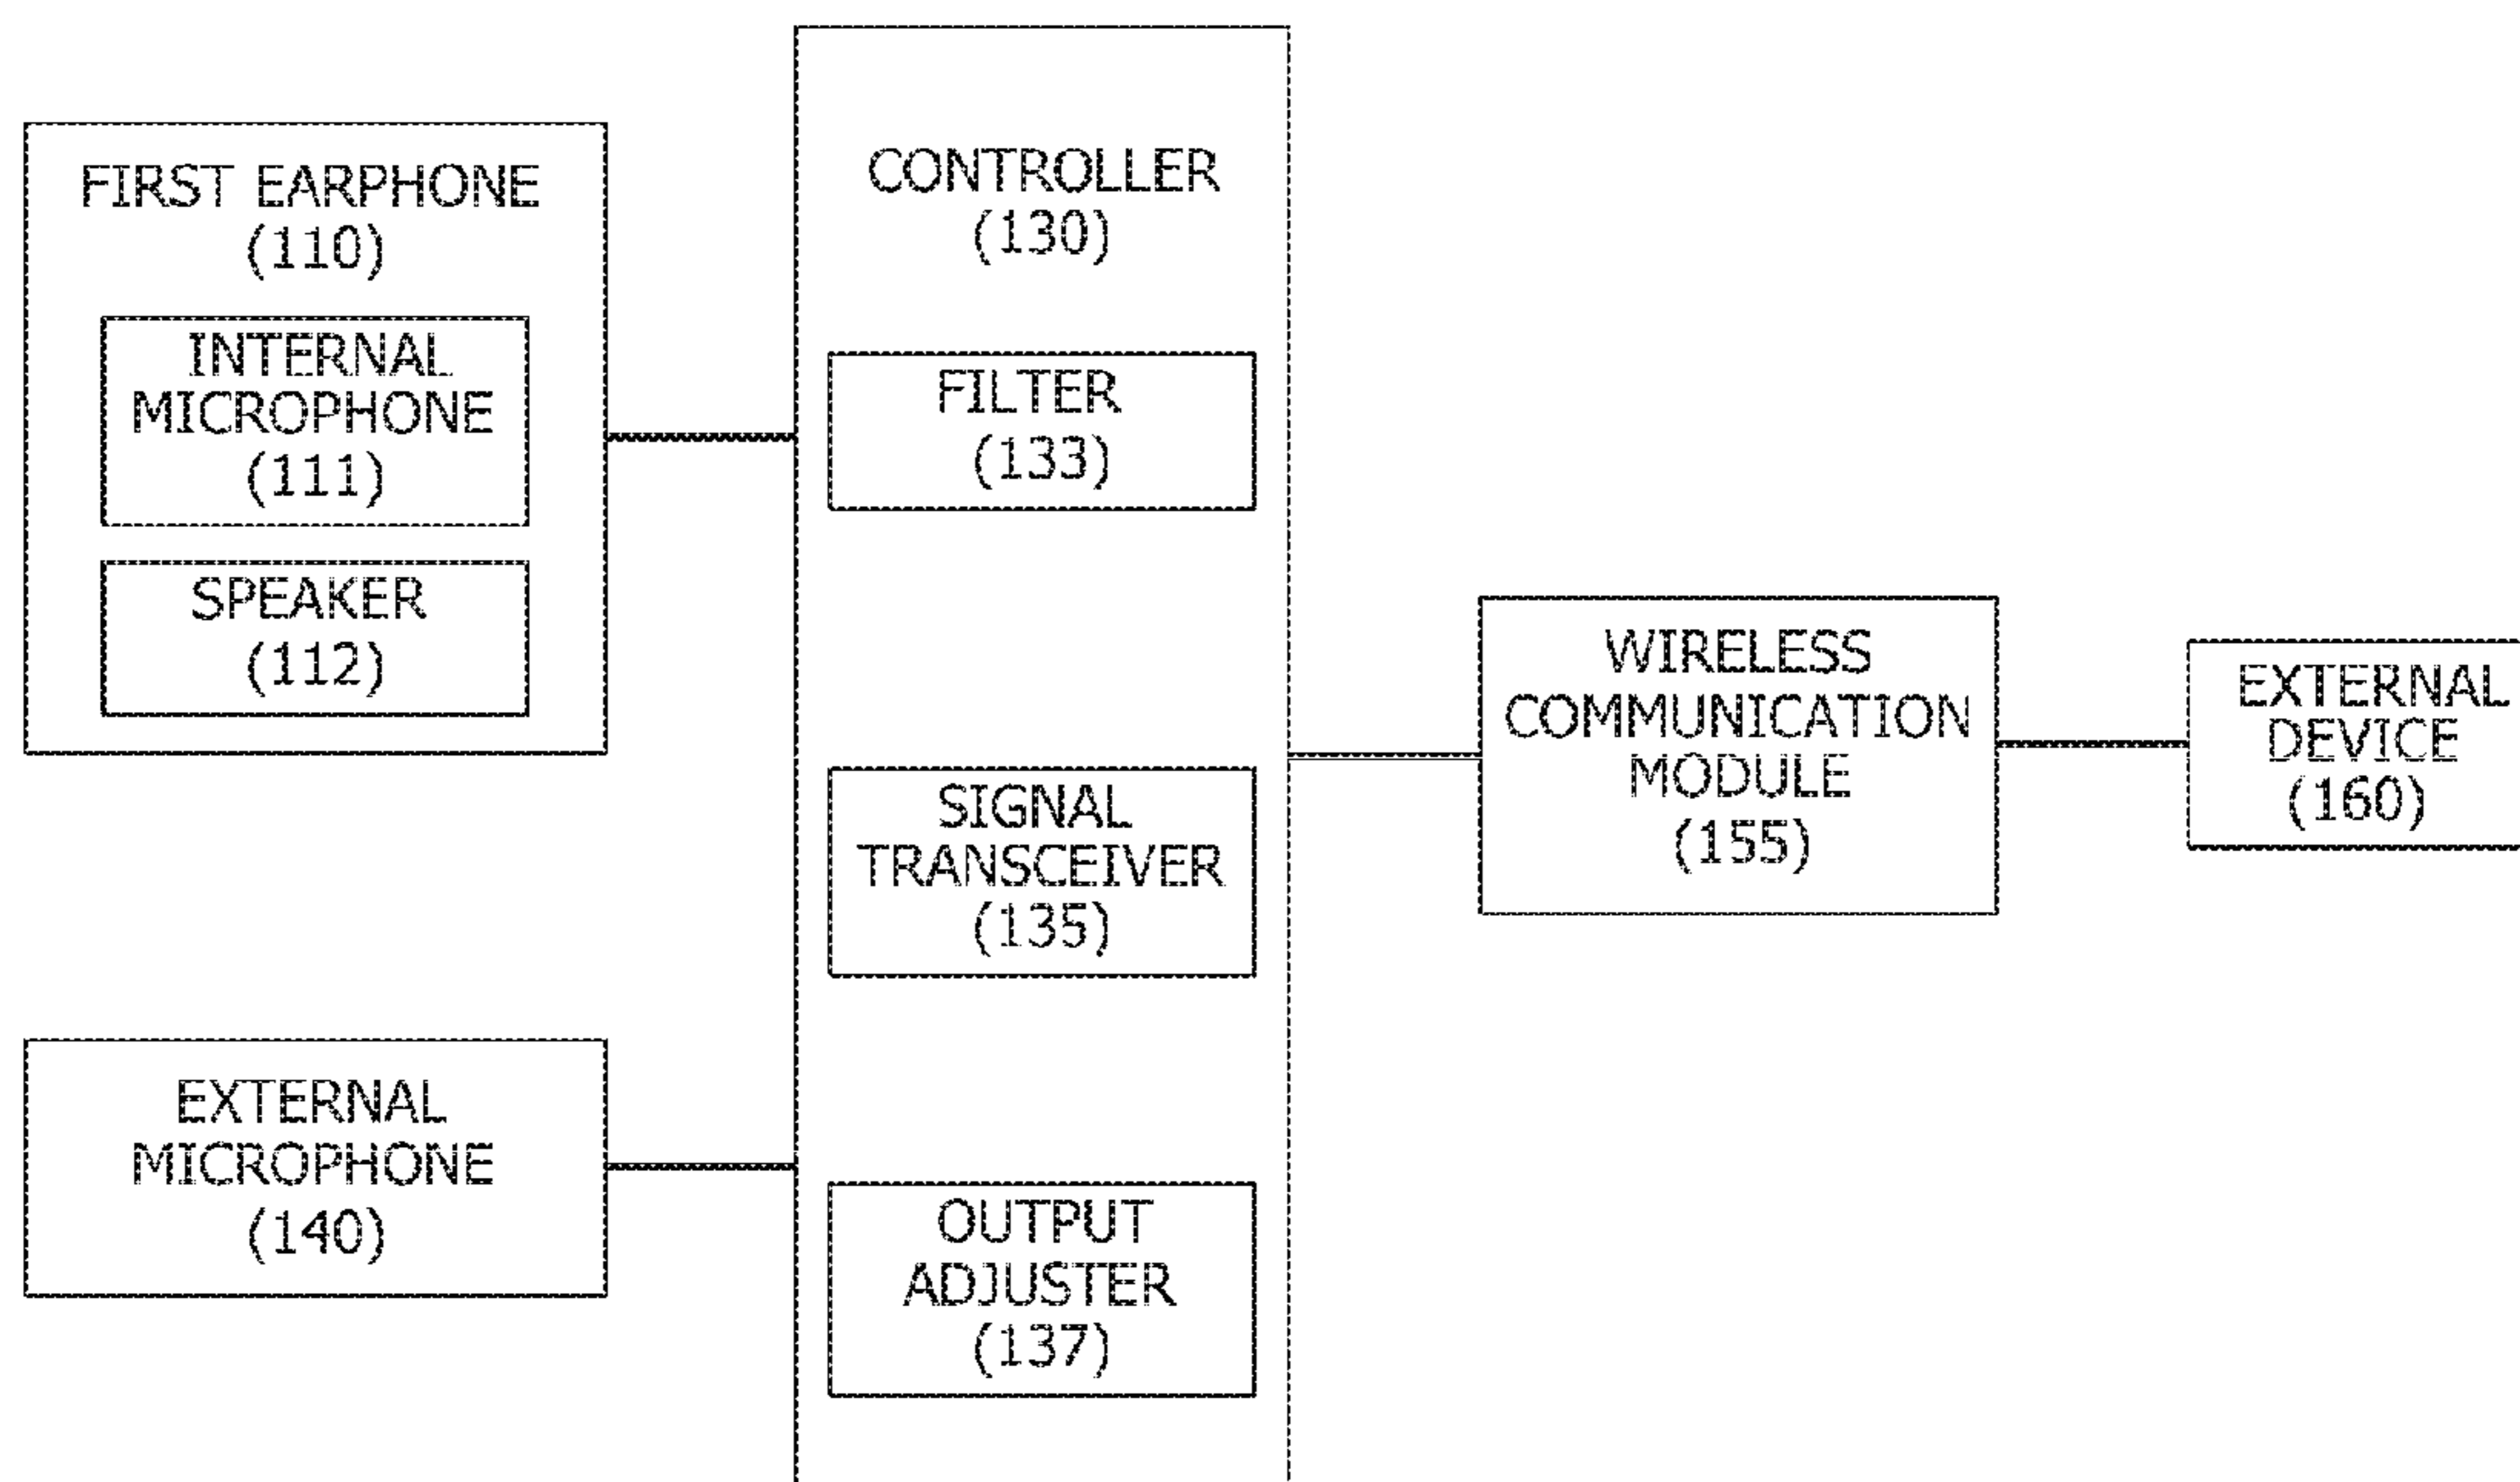 FIRST EARPHONE
(110)
INTERNAL
MICROPHONE
(111)
SPEAKER
(112)
EXTERNAL
MICROPHONE
(140)
CONTROLLER
(130)
FILTER
(133)
SIGNAL
TRANSCEIVER
(135)
OUTPUT
ADJUSTER
(137)
WIRELESS
COMMUNICATION
MODULE
(155)
EXTERNAL
DEVICE
(160)